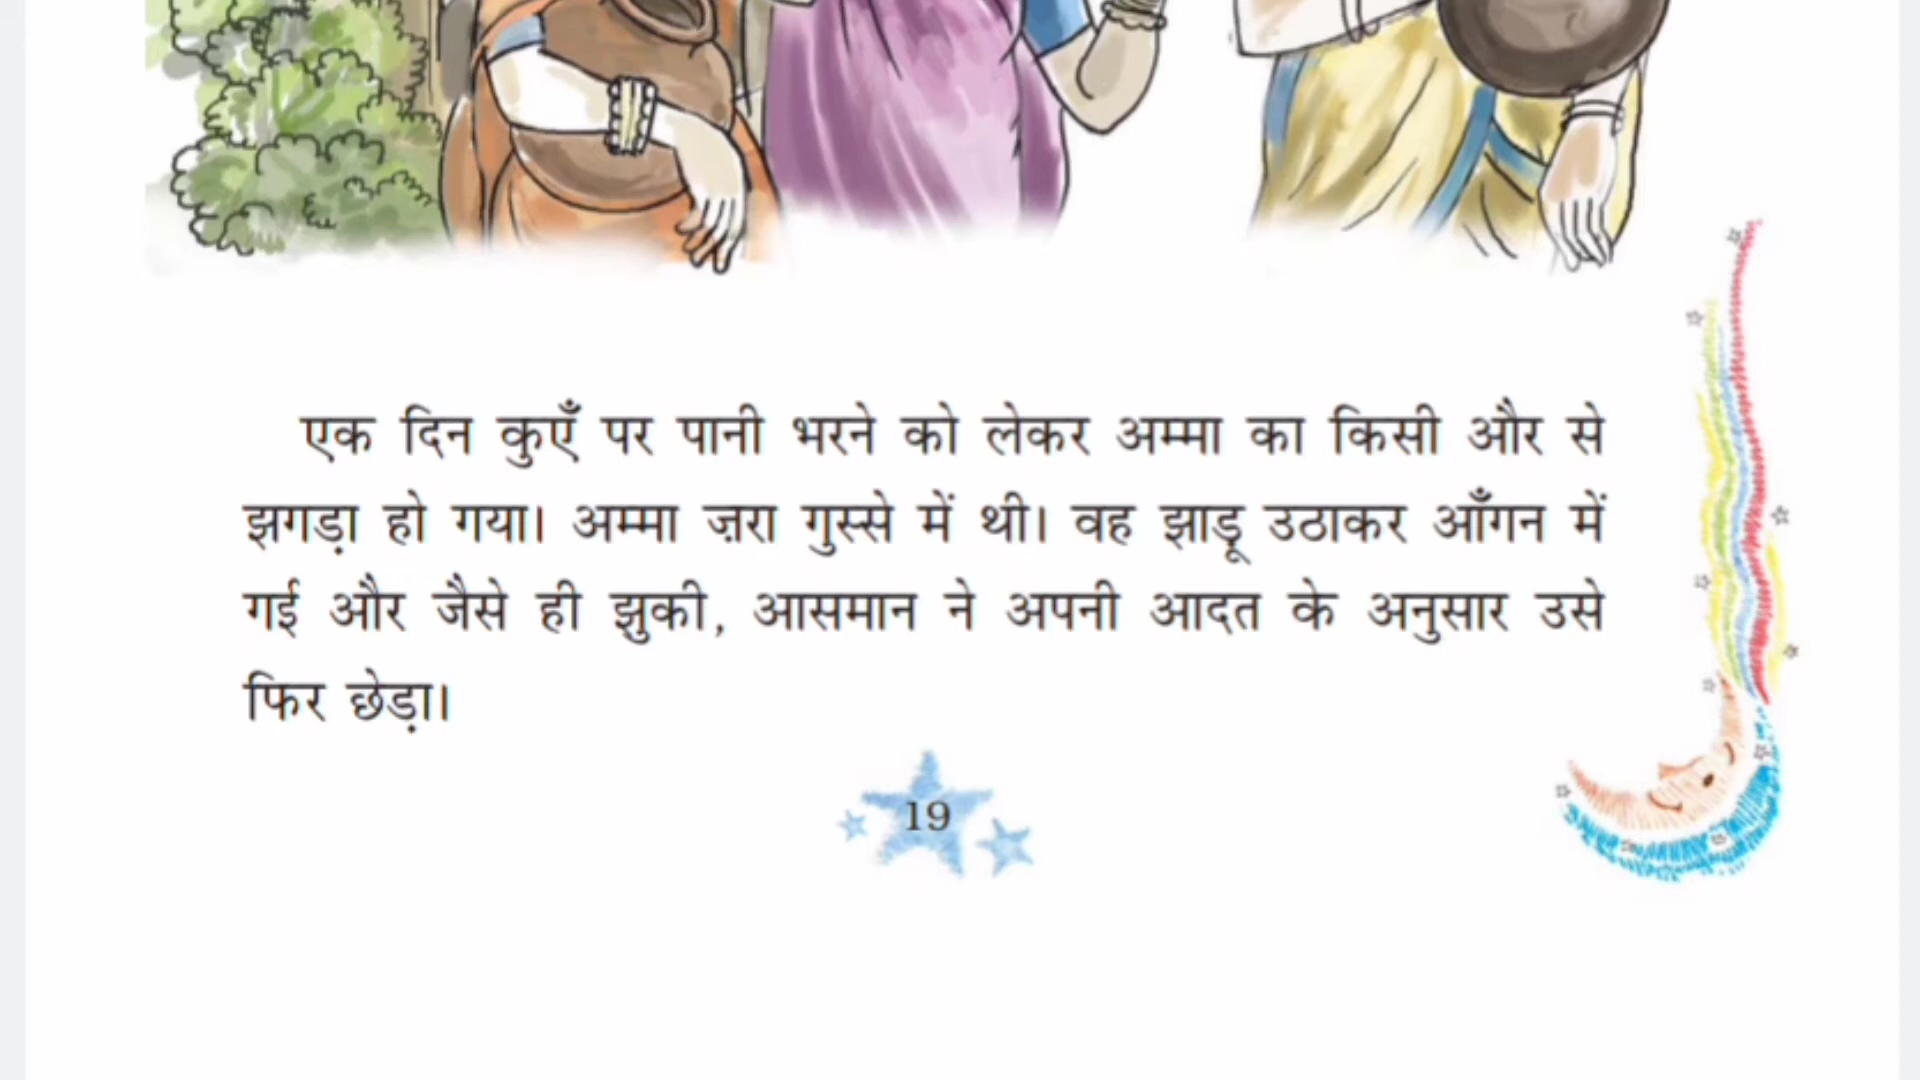 एक दिन कुएँ पर पानी भरने को लेकर अम्मा का किसी और से
झगड़ा हो गया। अम्मा ज़रा गुस्से में थी। वह झाड़ू उठाकर आँगन में
गई और जैसे ही झुकी, आसमान ने अपनी आदत के अनुसार उसे
फिर छेड़ा।
19